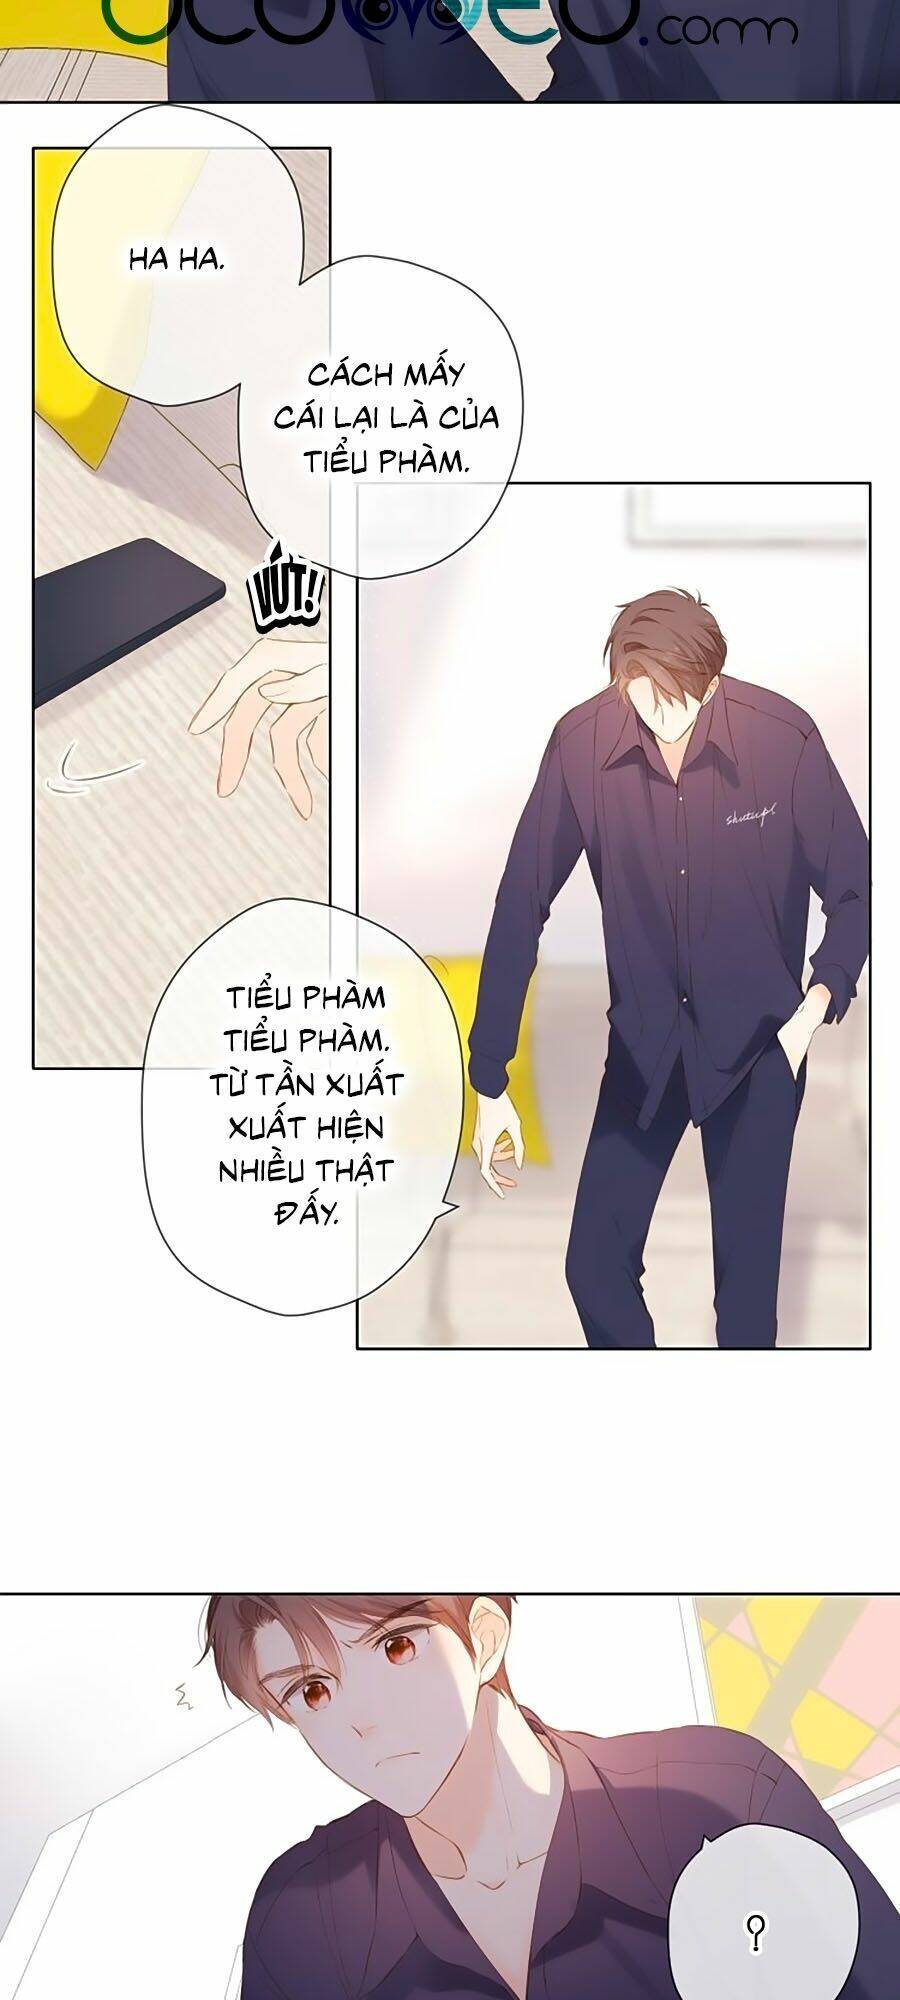 HA HA.
CÁCH MẤY
CÁI LẠI LÀ CỦA
TIỂU PHÀM.
VÚT!
shutup!
TIỂU PHÀM
TIỂU PHÀM.
TỪ TẦN XUẤT
XUẤT HIỆN
NHIỀU THẬT
ĐẤY.
?